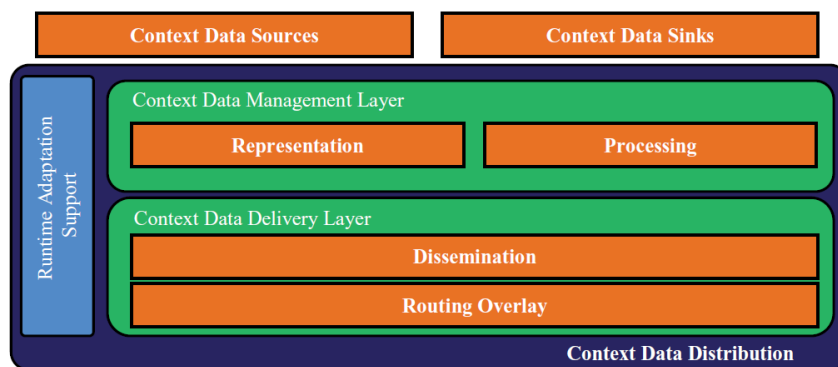 Context Data Sources
Context Data Sinks
Runtime Adaptation
Support
Context Data Management Layer
Representation
Processing
Context Data Delivery Layer
Dissemination
Routing Overlay
Context Data Distribution